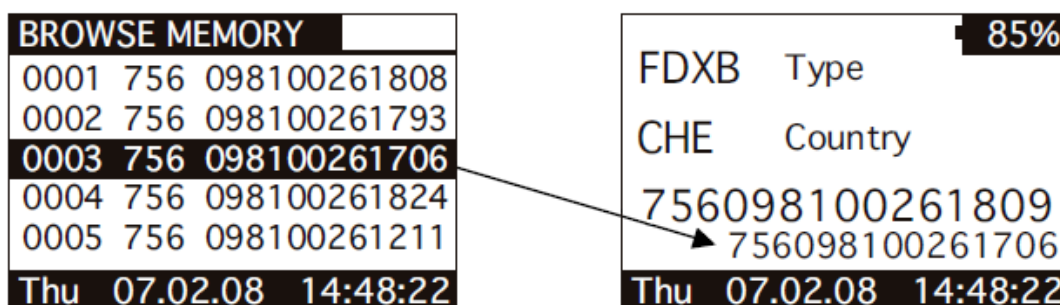 BROWSE MEMORY
0001 756 098100261808
0002 756 098100261793
0003 756 098100261706
0004 756 098100261824
0005 756 098100261211
Thu 07.02.08 14:48:22
85%
FDXB Type
CHE Country
756098100261809
756098100261706
Thu 07.02.08 14:48:22